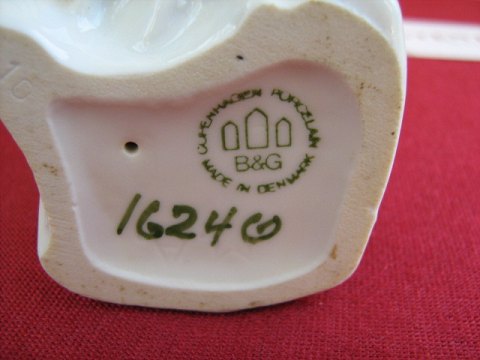 COPENHAGEN PORCELAIN
B&G
MADE IN DENMARK
1624